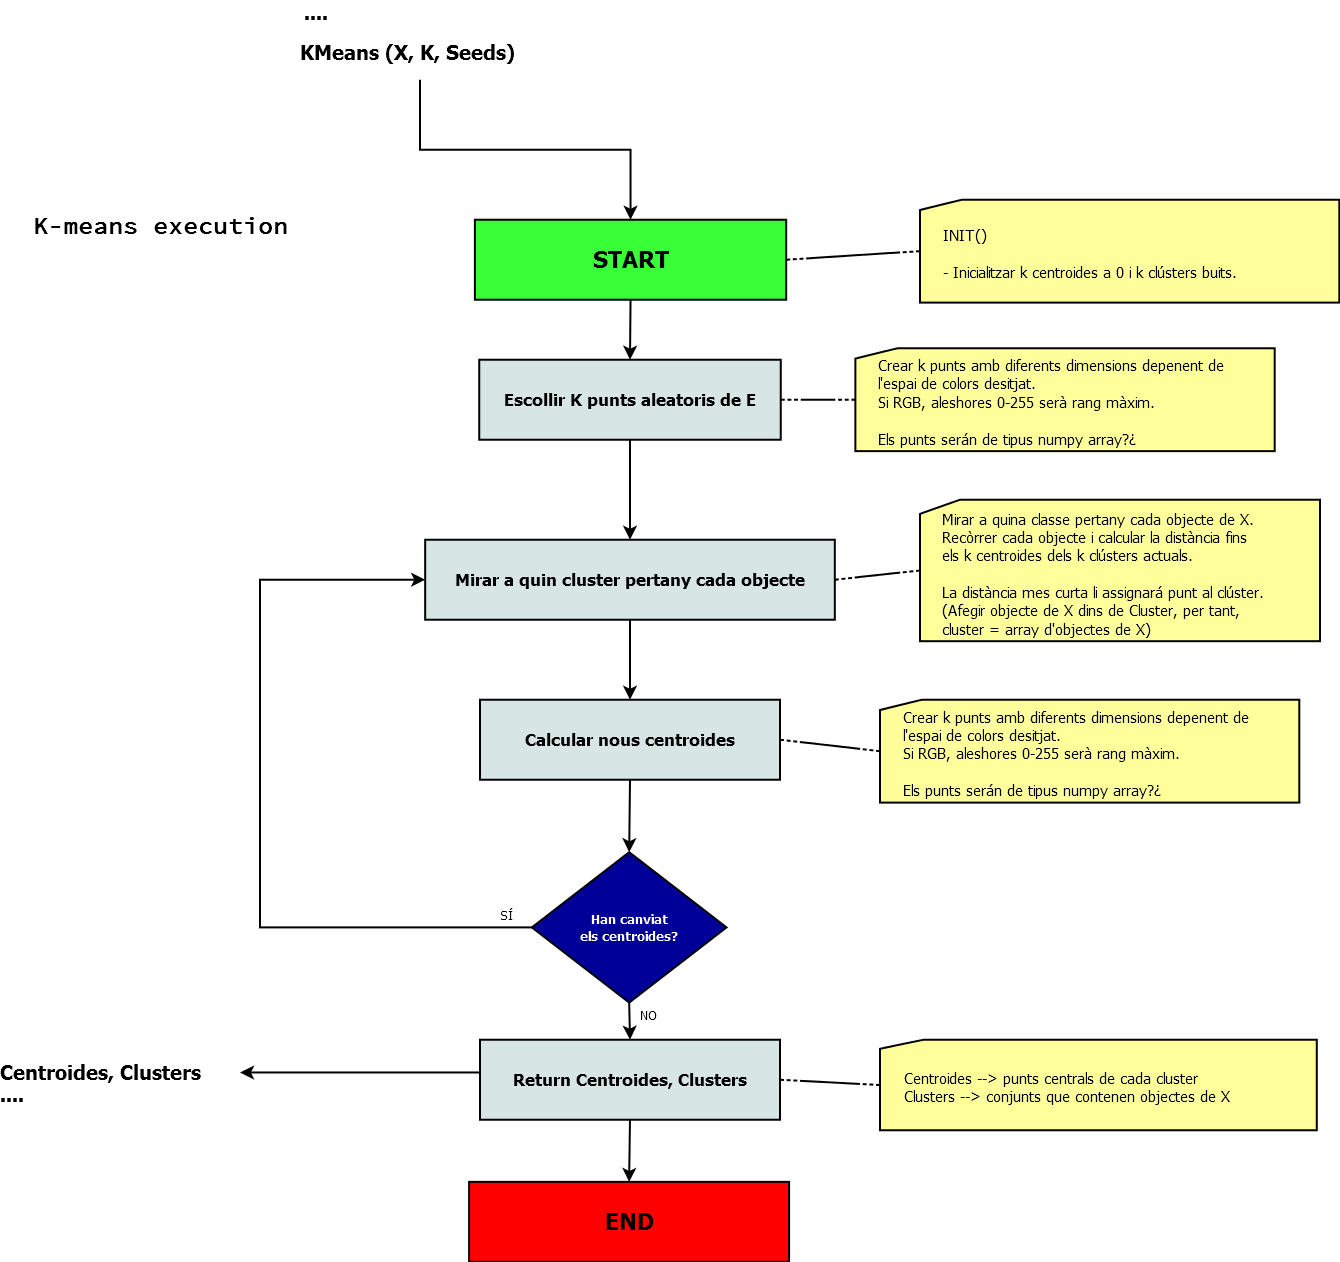 ....
KMeans (X, K, Seeds)
K-means execution
START
INIT()
- Inicialitzar k centroides a 0 i k clústers buits.
Escollir K punts aleatoris de E
Crear k punts amb diferents dimensions depenent de
l'espai de colors desitjat.
Si RGB, aleshores 0-255 serà rang màxim.
Els punts serán de tipus numpy array?¿
Mirar a quin cluster pertany cada objecte
Mirar a quina classe pertany cada objecte de X.
Recòrrer cada objecte i calcular la distància fins
els k centroides dels k clústers actuals.
La distància mes curta li assignará punt al clúster.
(Afegir objecte de X dins de Cluster, per tant,
cluster = array d'objectes de X)
Calcular nous centroides
Crear k punts amb diferents dimensions depenent de
l'espai de colors desitjat.
Si RGB, aleshores 0-255 serà rang màxim.
Els punts serán de tipus numpy array?¿
Han canviat
els centroides?
SÍ
NO
Return Centroides, Clusters
Centroides --> punts centrals de cada cluster
Clusters --> conjunts que contenen objectes de X
Centroides, Clusters
....
END